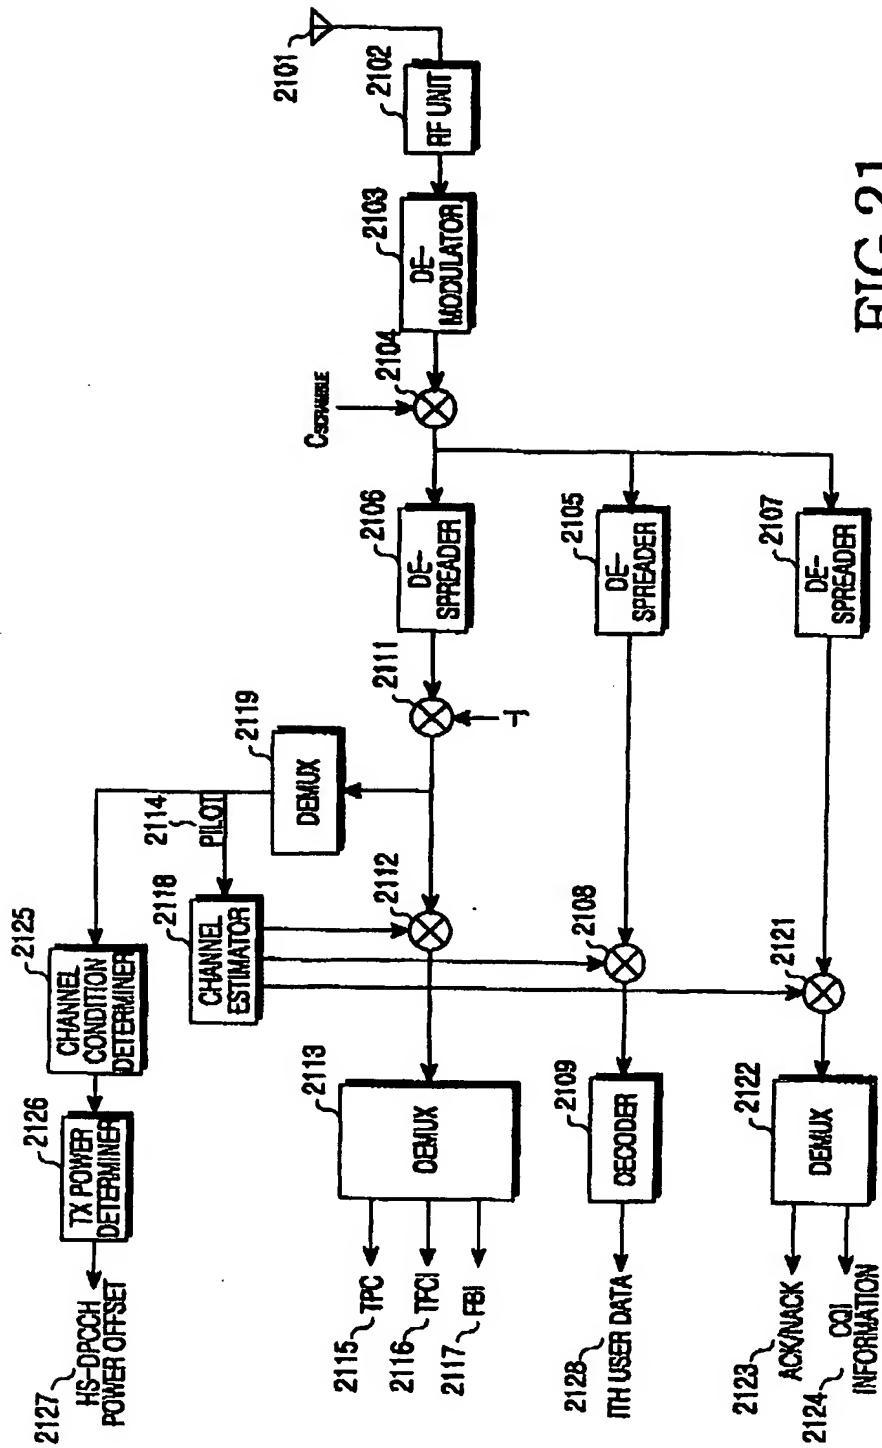 2101
2102
RF UNIT
2103
DE-
MODULATOR
2104
CSCRAMBLE
2106
DE-
SPREADER
2105
DE-
SPREADER
2107
DE-
SPREADER
2111
-j
2119
DEMUX
2114
PILOT
2118
CHANNEL
ESTIMATOR
2112
2108
2121
2125
CHANNEL
CONDITION
DETERMINER
2126
TX POWER
DETERMINER
2127
HS-DPCCH
POWER OFFSET
2113
DEMUX
2115 TPC
2116 TFCI
2117 FBI
2109
DECODER
2128 ITH USER DATA
2122
DEMUX
2123 ACK/NACK
2124 CQI
INFORMATION
FIG.21